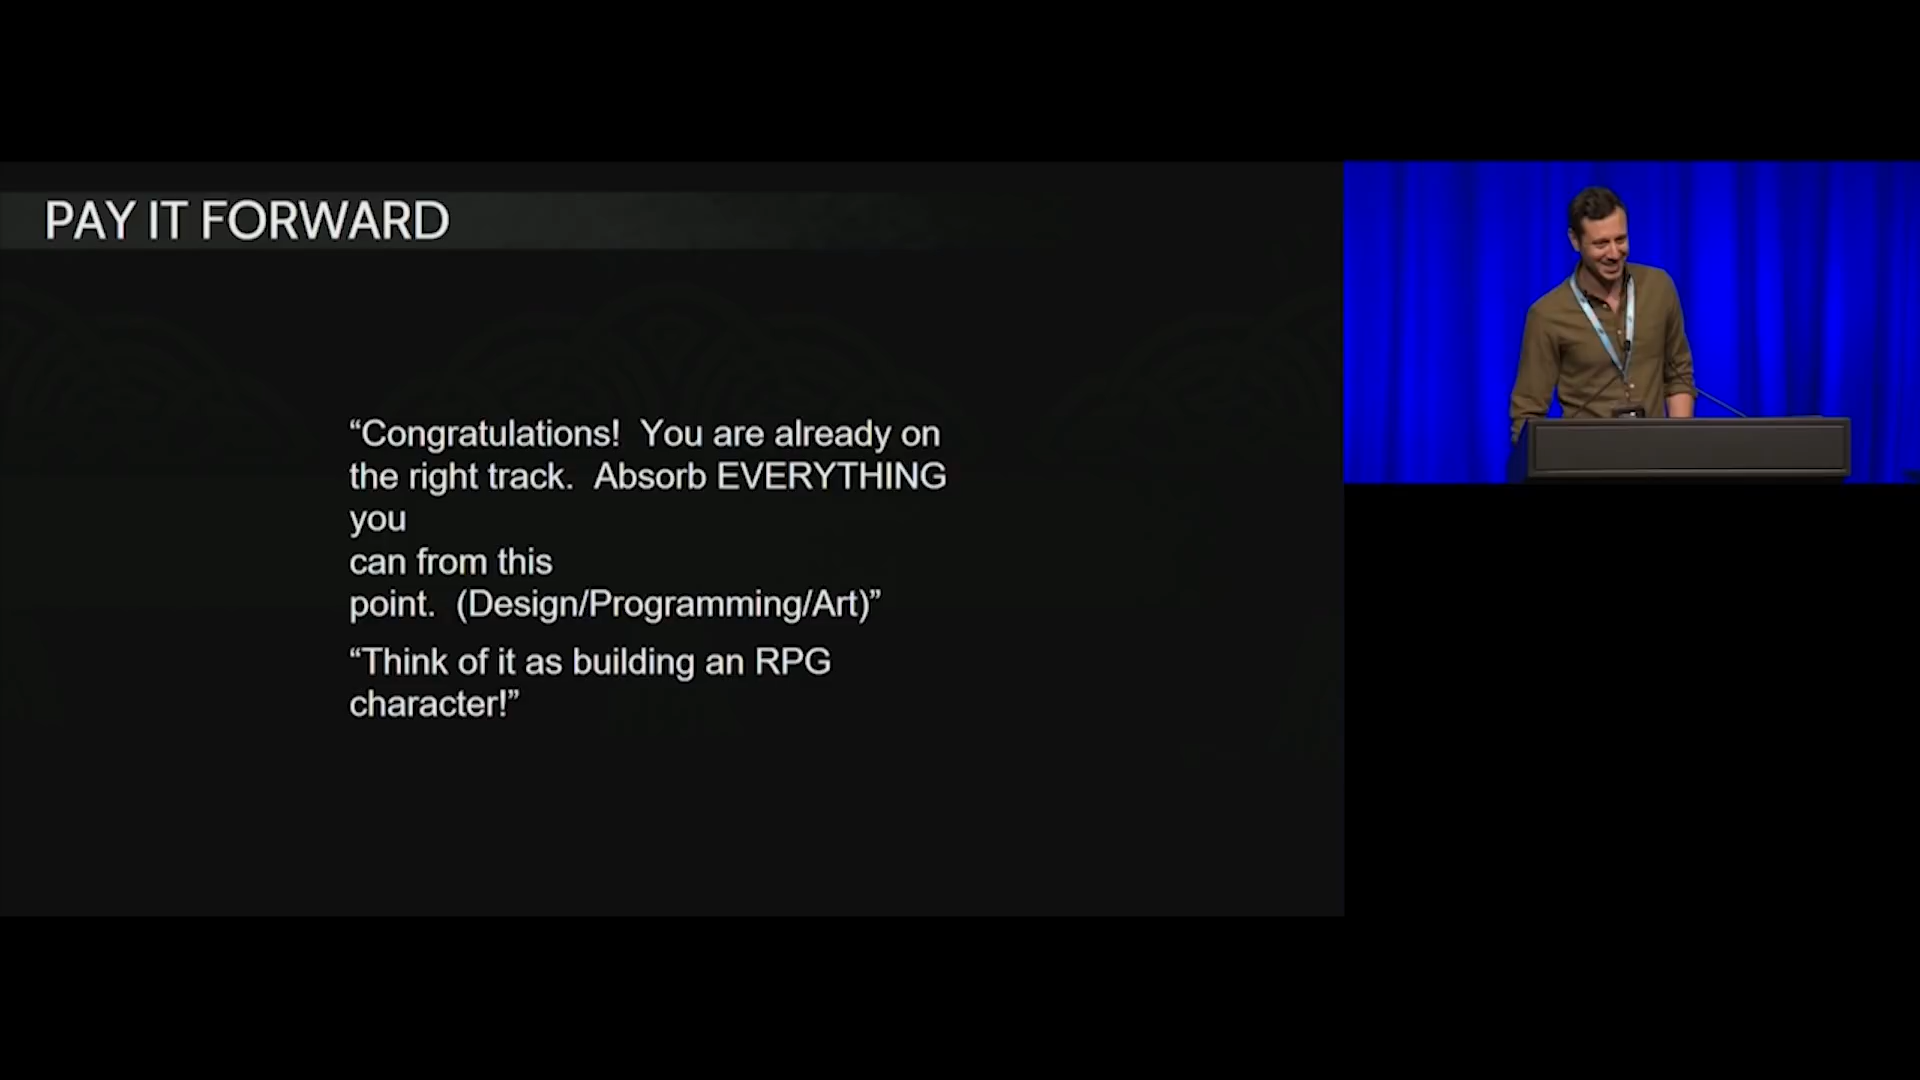 PAY IT FORWARD
“Congratulations!  You are already on
the right track.  Absorb EVERYTHING
you
can from this
point.  (Design/Programming/Art)”
“Think of it as building an RPG
character!”